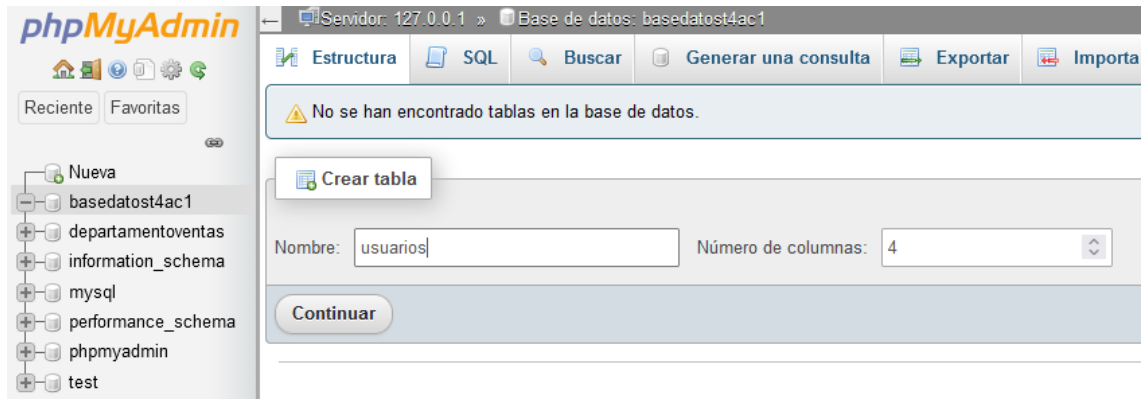 phpMyAdmin
Reciente Favoritas
Nueva
basedatost4ac1
departamentoventas
information_schema
mysql
performance_schema
phpmyadmin
test
Servidor: 127.0.0.1 » Base de datos: basedatost4ac1
Estructura SQL Buscar Generar una consulta Exportar Importa
No se han encontrado tablas en la base de datos.
Crear tabla
Nombre: usuarios Número de columnas: 4
Continuar